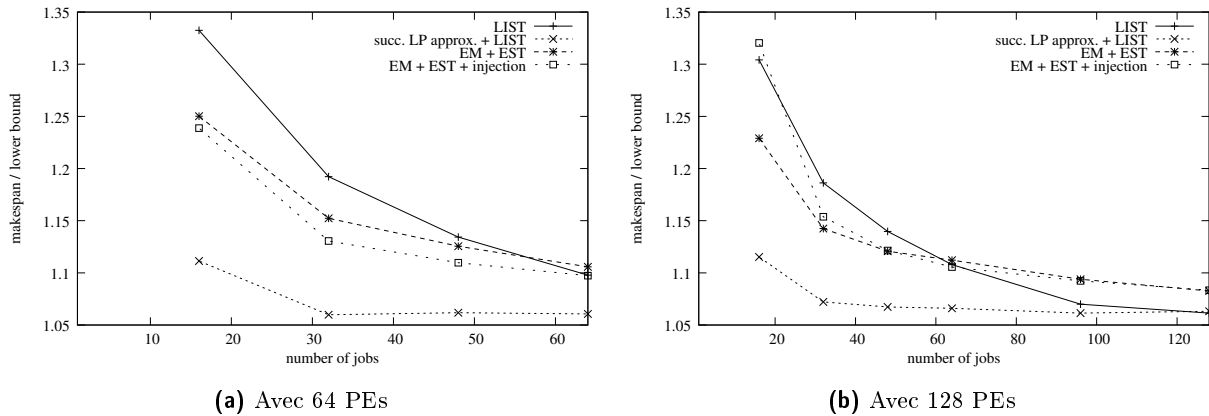 1.35
1.3
1.25
1.2
1.15
1.1
1.05
makespan / lower bound
10 20 30 40 50 60
number of jobs
LIST
succ. LP approx. + LIST
EM + EST
EM + EST + injection
(a) Avec 64 PEs
1.35
1.3
1.25
1.2
1.15
1.1
1.05
makespan / lower bound
20 40 60 80 100 120
number of jobs
LIST
succ. LP approx. + LIST
EM + EST
EM + EST + injection
(b) Avec 128 PEs